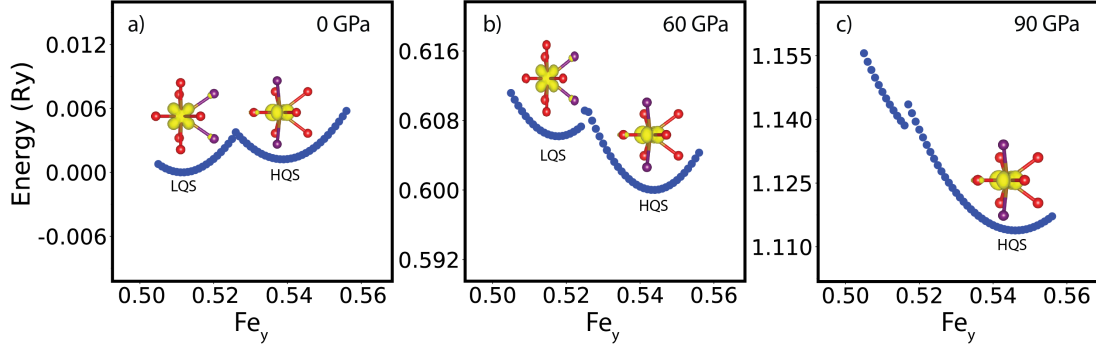 a) 0 GPa
Energy (Ry)
0.012
0.006
0.000
-0.006
LQS
HQS
0.50 0.52 0.54 0.56
Fe_y
b) 60 GPa
0.616
0.608
0.600
0.592
LQS
HQS
0.50 0.52 0.54 0.56
Fe_y
c) 90 GPa
1.155
1.140
1.125
1.110
HQS
0.50 0.52 0.54 0.56
Fe_y